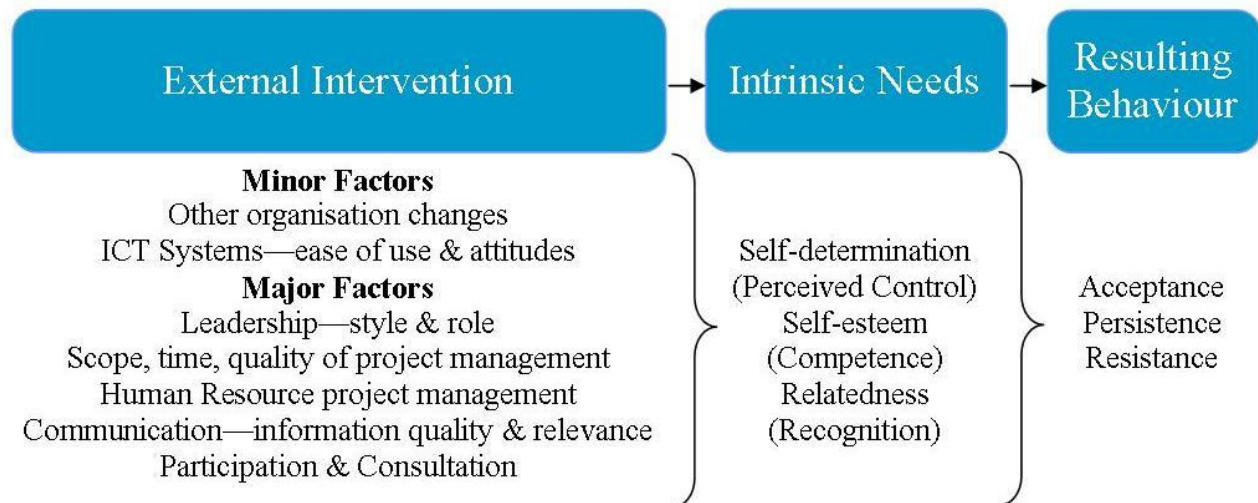 External Intervention
Intrinsic Needs
Resulting
Behaviour
Minor Factors
Other organisation changes
ICT Systems—ease of use & attitudes
Major Factors
Leadership—style & role
Scope, time, quality of project management
Human Resource project management
Communication—information quality & relevance
Participation & Consultation
Self-determination
(Perceived Control)
Self-esteem
(Competence)
Relatedness
(Recognition)
Acceptance
Persistence
Resistance